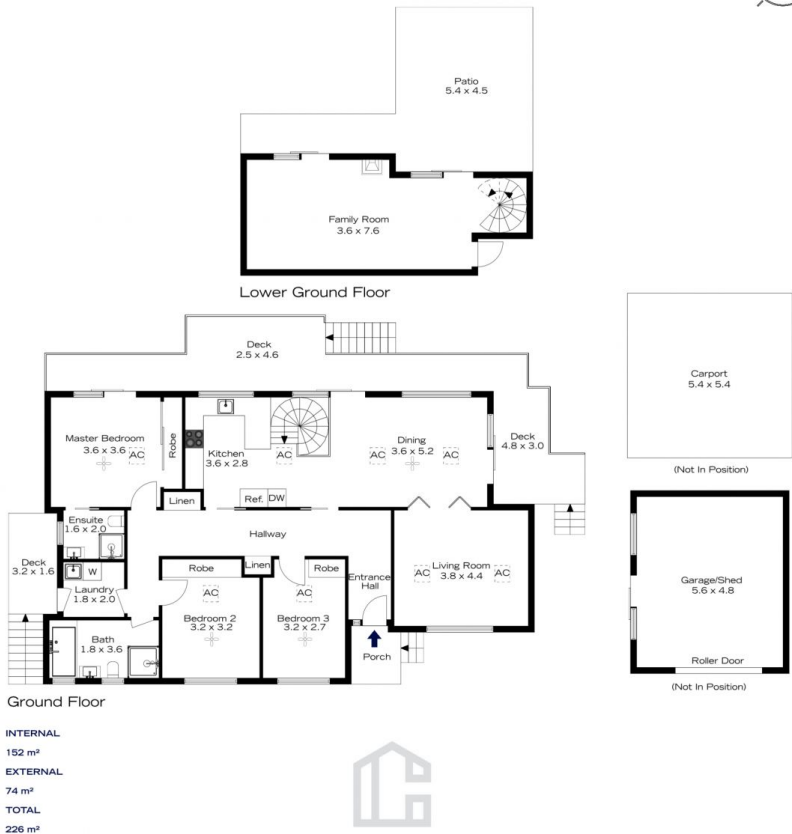 Patio
5.4 x 4.5
Family Room
3.6 x 7.6
Lower Ground Floor
Deck
2.5 x 4.6
Carport
5.4 x 5.4
(Not In Position)
Master Bedroom
3.6 x 3.6
AC
Robe
Kitchen
3.6 x 2.8
AC
AC
Dining
3.6 x 5.2
AC
Deck
4.8 x 3.0
Linen
Ref.
DW
Ensuite
1.6 x 2.0
Hallway
Deck
3.2 x 1.6
W
Laundry
1.8 x 2.0
Robe
AC
Linen
Robe
AC
Entrance
Hall
Living Room
3.8 x 4.4
AC
AC
Garage/Shed
5.6 x 4.8
Roller Door
(Not In Position)
Bath
1.8 x 3.6
Bedroom 2
3.2 x 3.2
Bedroom 3
3.2 x 2.7
Porch
Ground Floor
INTERNAL
152 m²
EXTERNAL
74 m²
TOTAL
226 m²